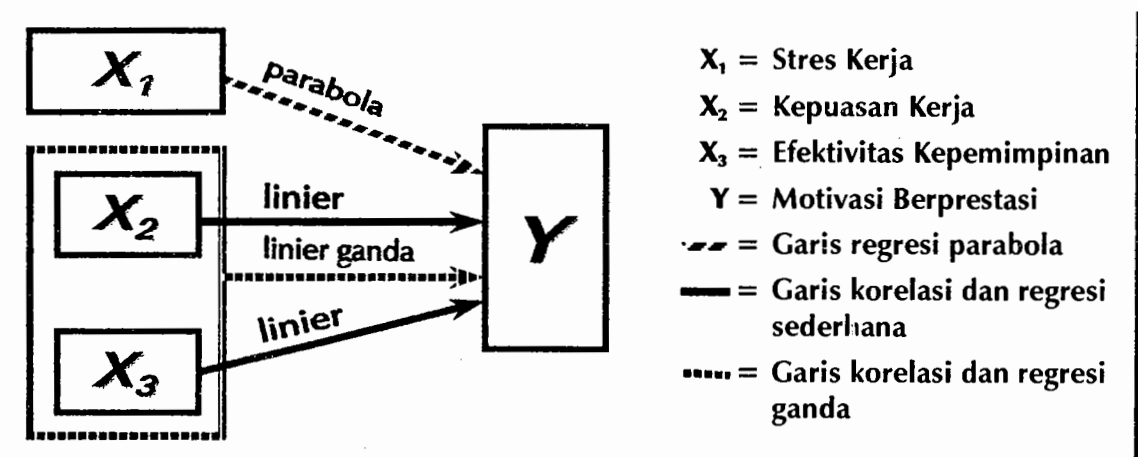 X₁
parabola
X₂
linier
linier ganda
X₃
linier
Y
X₁ = Stres Kerja
X₂ = Kepuasan Kerja
X₃ = Efektivitas Kepemimpinan
Y = Motivasi Berprestasi
= Garis regresi parabola
= Garis korelasi dan regresi
sederhana
= Garis korelasi dan regresi
ganda